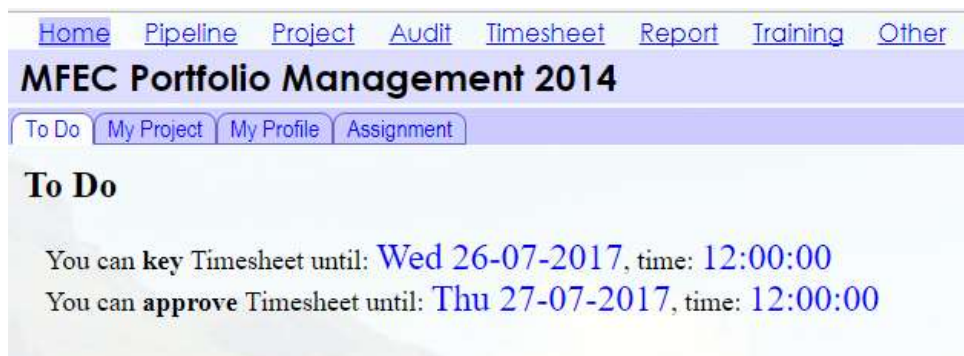 Home Pipeline Project Audit Timesheet Report Training Other
MFEC Portfolio Management 2014
To Do My Project My Profile Assignment
To Do
You can key Timesheet until: Wed 26-07-2017, time: 12:00:00
You can approve Timesheet until: Thu 27-07-2017, time: 12:00:00